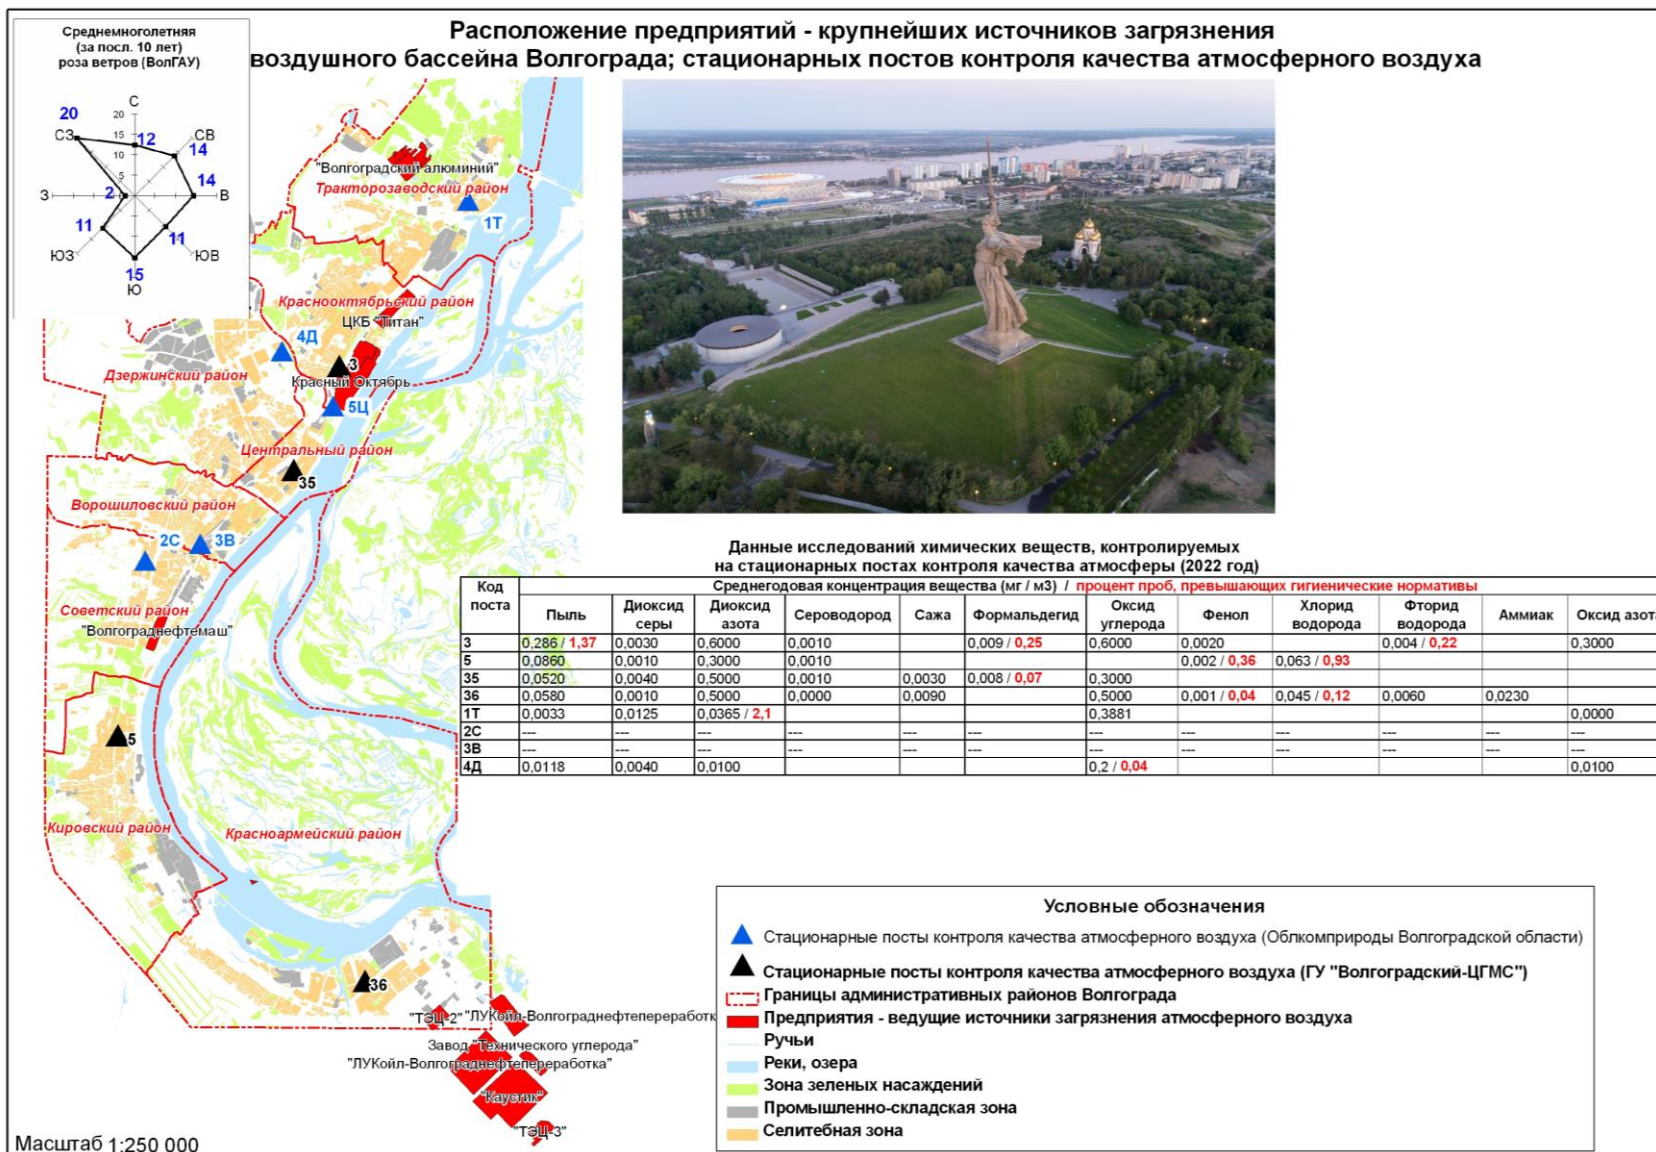 Расположение предприятий - крупнейших источников загрязнения
воздушного бассейна Волгограда; стационарных постов контроля качества атмосферного воздуха
Среднемноголетняя
(за посл. 10 лет)
роза ветров (ВолГАУ)
С
20
СЗ
20
15
12
СВ
14
10
5
14
З
2
В
11
11
ЮЗ
ЮВ
15
Ю
"Волгоградский алюминий"
Тракторозаводский район
1Т
Краснооктябрьский район
ЦКБ "Титан"
4Д
3
Дзержинский район
Красный Октябрь
5Ц
Центральный район
35
Ворошиловский район
2С
3В
Советский район
"Волгограднефтемаш"
5
Кировский район
Красноармейский район
36
"ТЭЦ-2"
"ЛУКойл-Волгограднефтепереработк
Завод "Технического углерода"
"ЛУКойл-Волгограднефтепереработка"
"Каустик"
"ТЭЦ-3"
Масштаб 1:250 000
Данные исследований химических веществ, контролируемых
на стационарных постах контроля качества атмосферы (2022 год)
Код поста Среднегодовая концентрация вещества (мг / м3) / процент проб, превышающих гигиенические нормативы
Пыль Диоксид серы Диоксид азота Сероводород Сажа Формальдегид Оксид углерода Фенол Хлорид водорода Фторид водорода Аммиак Оксид азота
3 0,286 / 1,37 0,0030 0,6000 0,0010 0,009 / 0,25 0,6000 0,0020 0,004 / 0,22 0,3000
5 0,0860 0,0010 0,3000 0,0010 0,002 / 0,36 0,063 / 0,93
35 0,0520 0,0040 0,5000 0,0010 0,0030 0,008 / 0,07 0,3000
36 0,0580 0,0010 0,5000 0,0000 0,0090 0,5000 0,001 / 0,04 0,045 / 0,12 0,0060 0,0230
1Т 0,0033 0,0125 0,0365 / 2,1 0,3881 0,0000
2С --- --- --- --- --- --- --- --- --- --- --- ---
3В --- --- --- --- --- --- --- --- --- --- --- ---
4Д 0,0118 0,0040 0,0100 0,2 / 0,04 0,0100
Условные обозначения
Стационарные посты контроля качества атмосферного воздуха (Облкомприроды Волгоградской области)
Стационарные посты контроля качества атмосферного воздуха (ГУ "Волгоградский-ЦГМС")
Границы административных районов Волгограда
Предприятия - ведущие источники загрязнения атмосферного воздуха
Ручьи
Реки, озера
Зона зеленых насаждений
Промышленно-складская зона
Селитебная зона